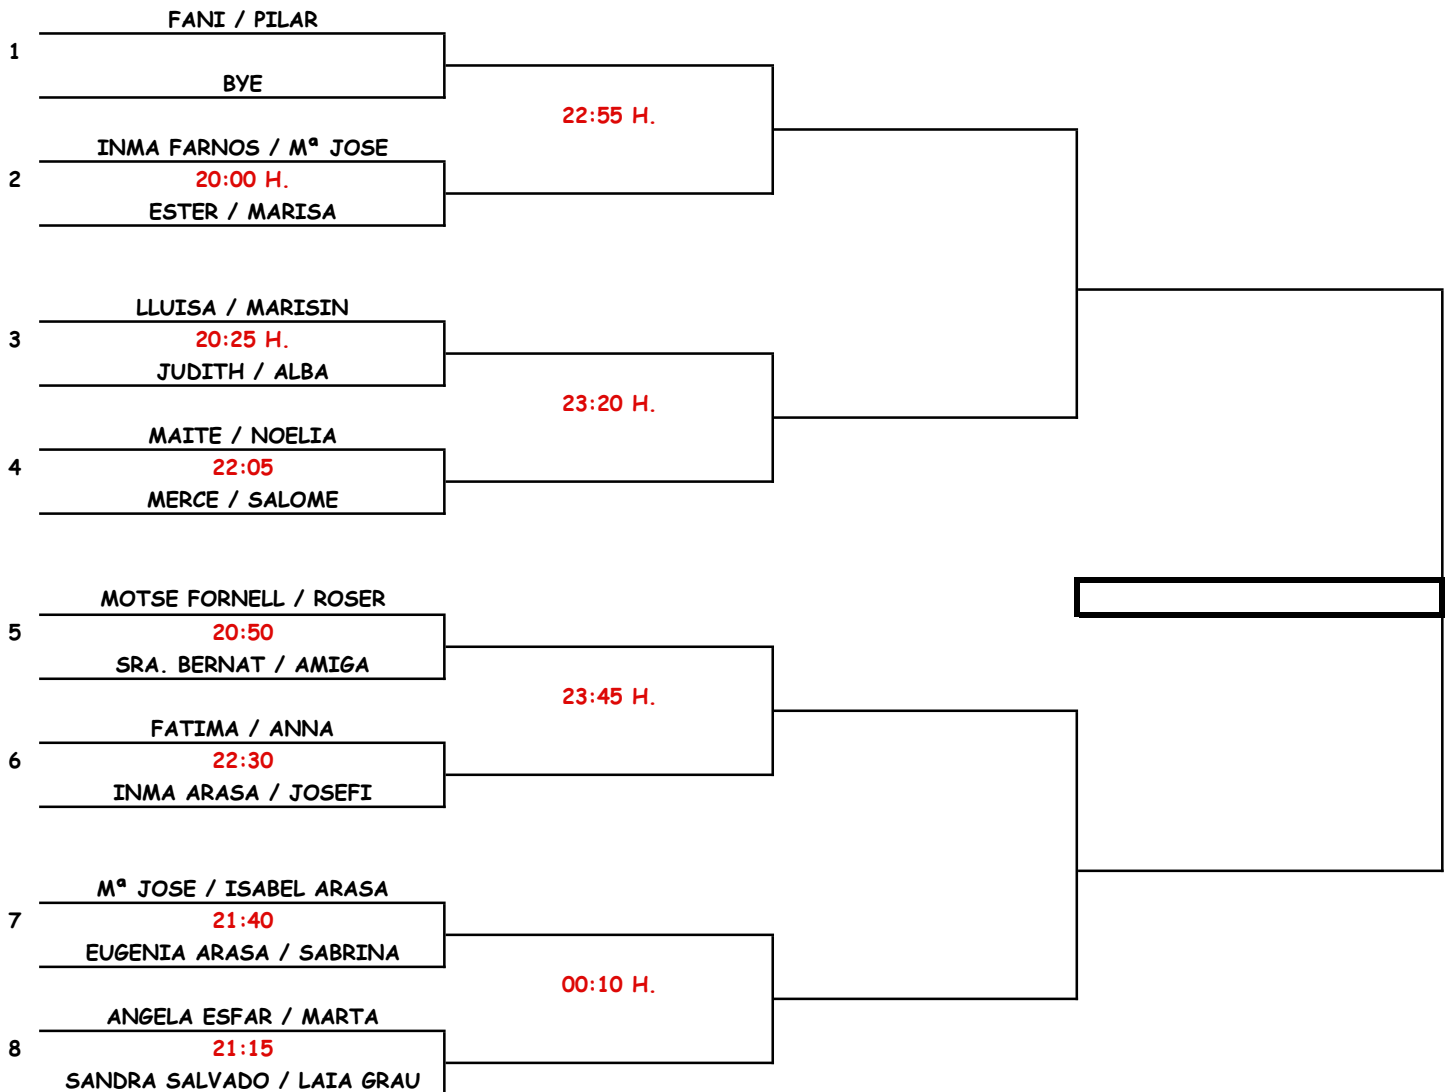 FANI / PILAR
1
BYE
22:55 H.
INMA FARNOS / Mª JOSE
2
20:00 H.
ESTER / MARISA
LLUISA / MARISIN
3
20:25 H.
JUDITH / ALBA
23:20 H.
MAITE / NOELIA
4
22:05
MERCE / SALOME
MOTSE FORNELL / ROSER
5
20:50
SRA. BERNAT / AMIGA
23:45 H.
FATIMA / ANNA
6
22:30
INMA ARASA / JOSEFI
Mª JOSE / ISABEL ARASA
7
21:40
EUGENIA ARASA / SABRINA
00:10 H.
ANGELA ESFAR / MARTA
8
21:15
SANDRA SALVADO / LAIA GRAU